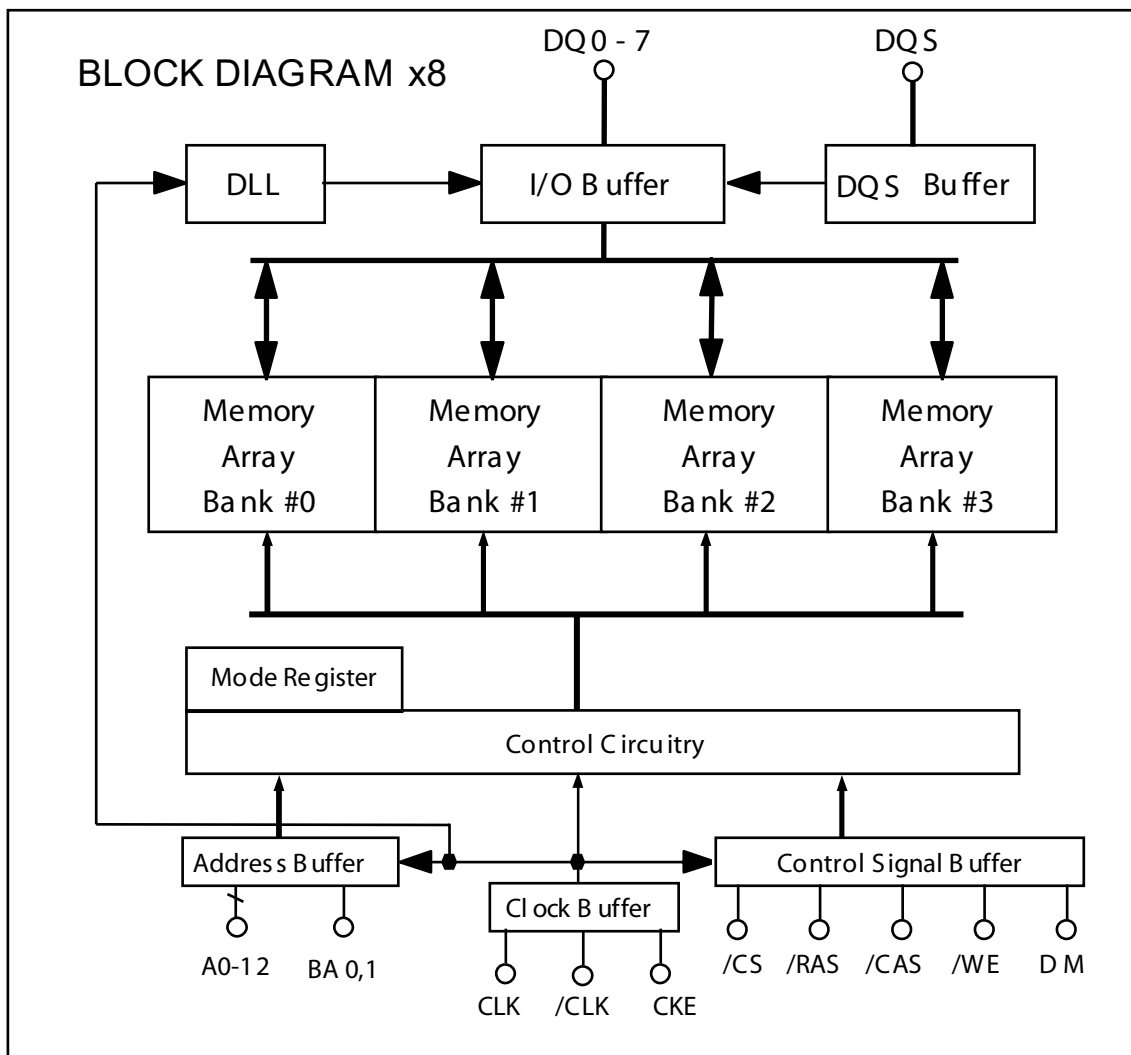 DQ0 - 7
DQS
BLOCK DIAGRAM x8
DLL
I/O Buffer
DQS Buffer
Memory
Array
Bank #0
Memory
Array
Bank #1
Memory
Array
Bank #2
Memory
Array
Bank #3
Mode Register
Control Circuitry
Address Buffer
Control Signal Buffer
Clock Buffer
A0-12
BA 0,1
/CS
/RAS
/CAS
/WE
DM
CLK
/CLK
CKE